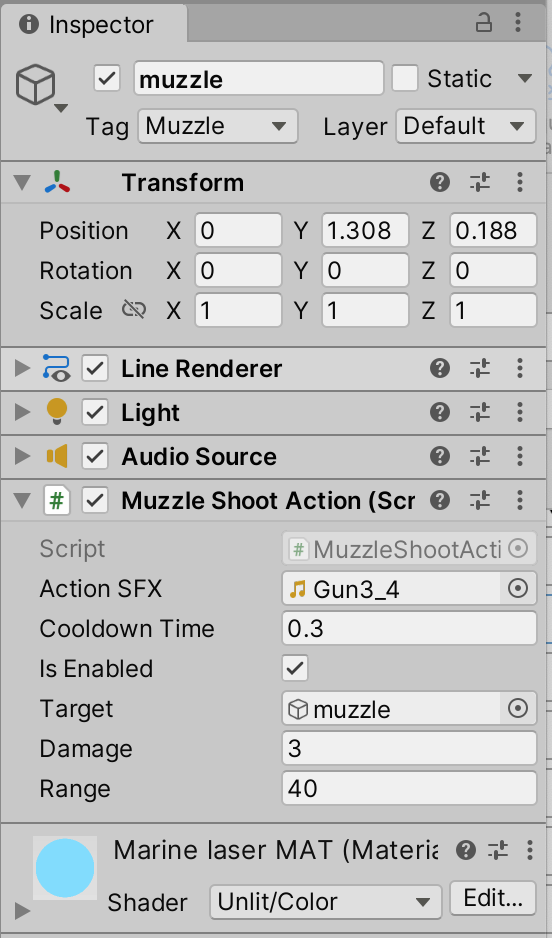 Inspector
muzzle Static
Tag Muzzle Layer Default
Transform
Position X 0 Y 1.308 Z 0.188
Rotation X 0 Y 0 Z 0
Scale X 1 Y 1 Z 1
Line Renderer
Light
Audio Source
# Muzzle Shoot Action (Scr
Script # MuzzleShootActi
Action SFX Gun3_4
Cooldown Time 0.3
Is Enabled
Target muzzle
Damage 3
Range 40
Marine laser MAT (Materia
Shader Unlit/Color Edit...